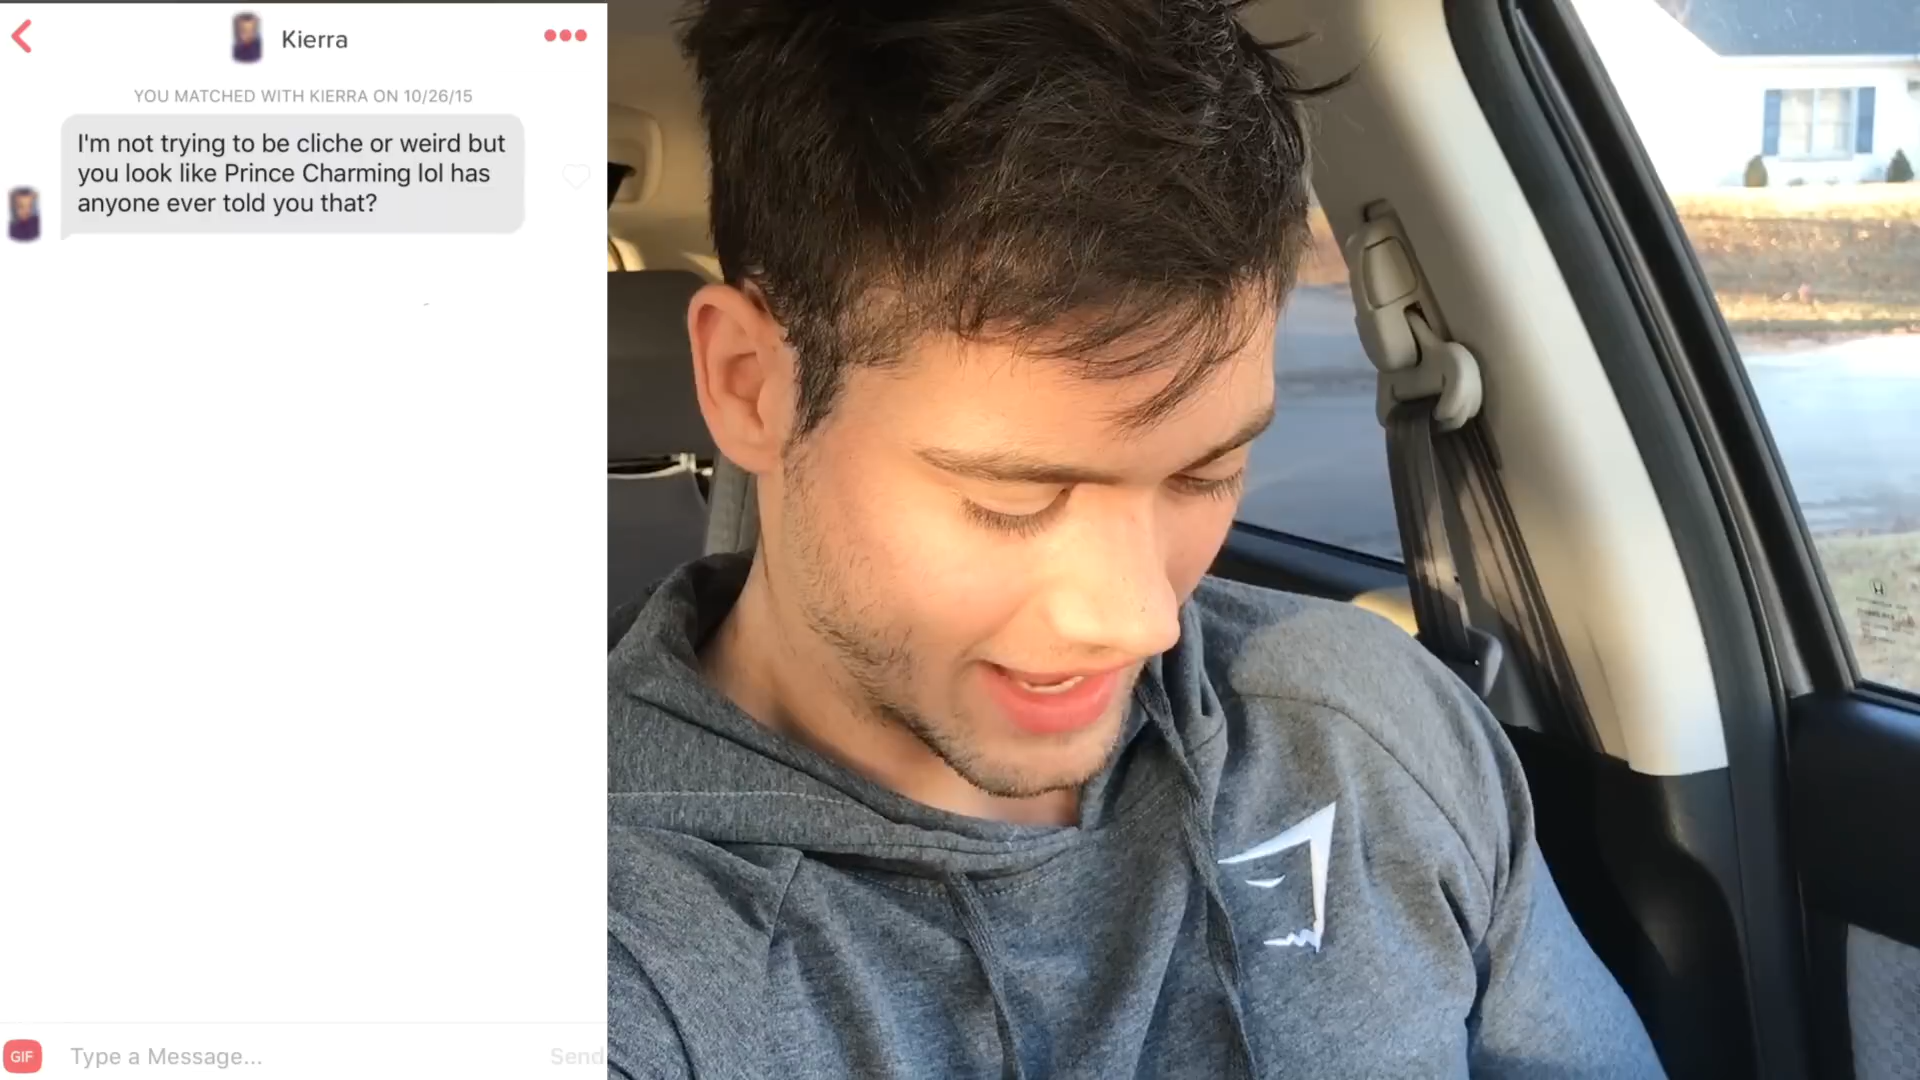 Kierra
YOU MATCHED WITH KIERRA ON 10/26/15
I'm not trying to be cliche or weird but
you look like Prince Charming lol has
anyone ever told you that?
GIF
Type a Message...
Send